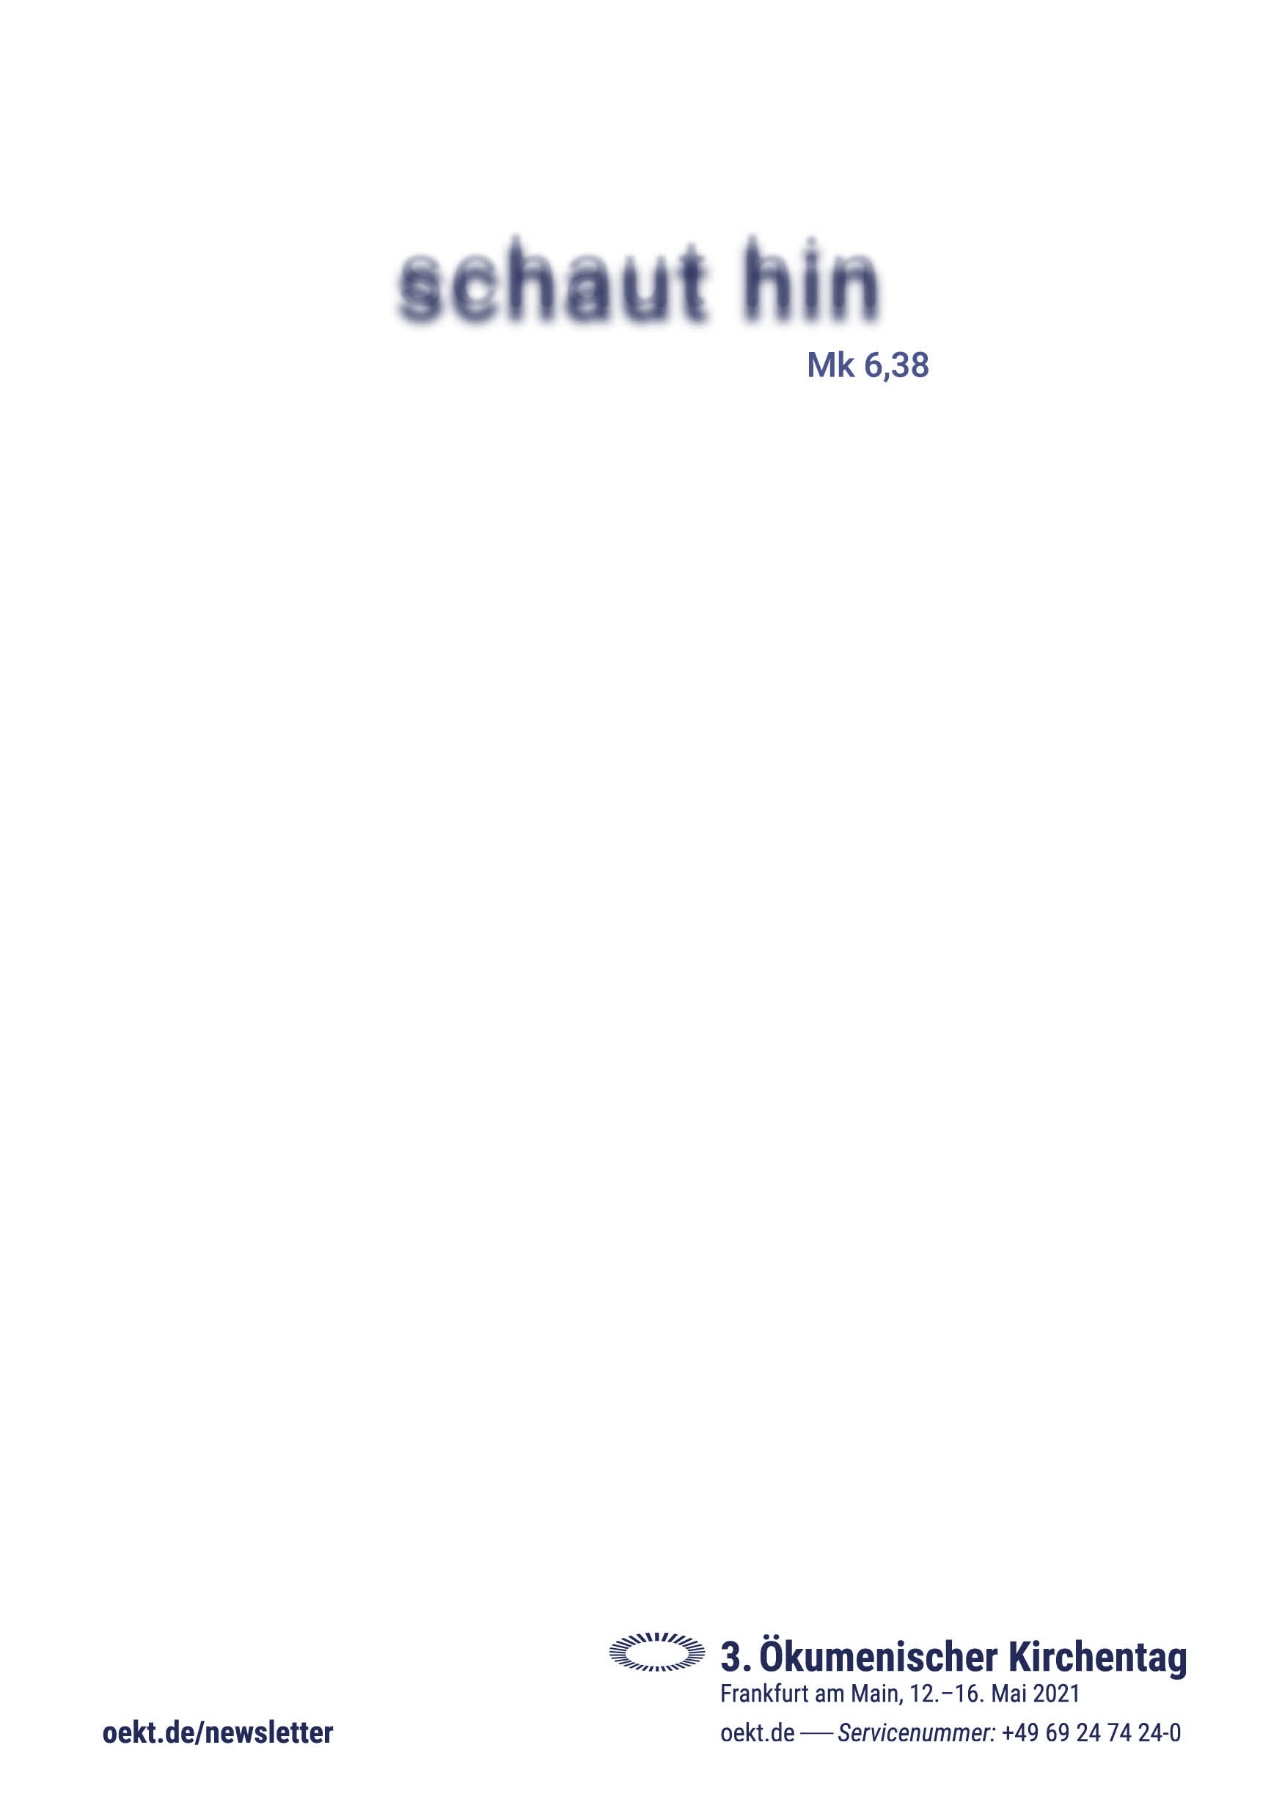 schaut hin
Mk 6,38
3. Ökumenischer Kirchentag
Frankfurt am Main, 12.–16. Mai 2021
oekt.de/newsletter
oekt.de — Servicenummer: +49 69 24 74 24-0